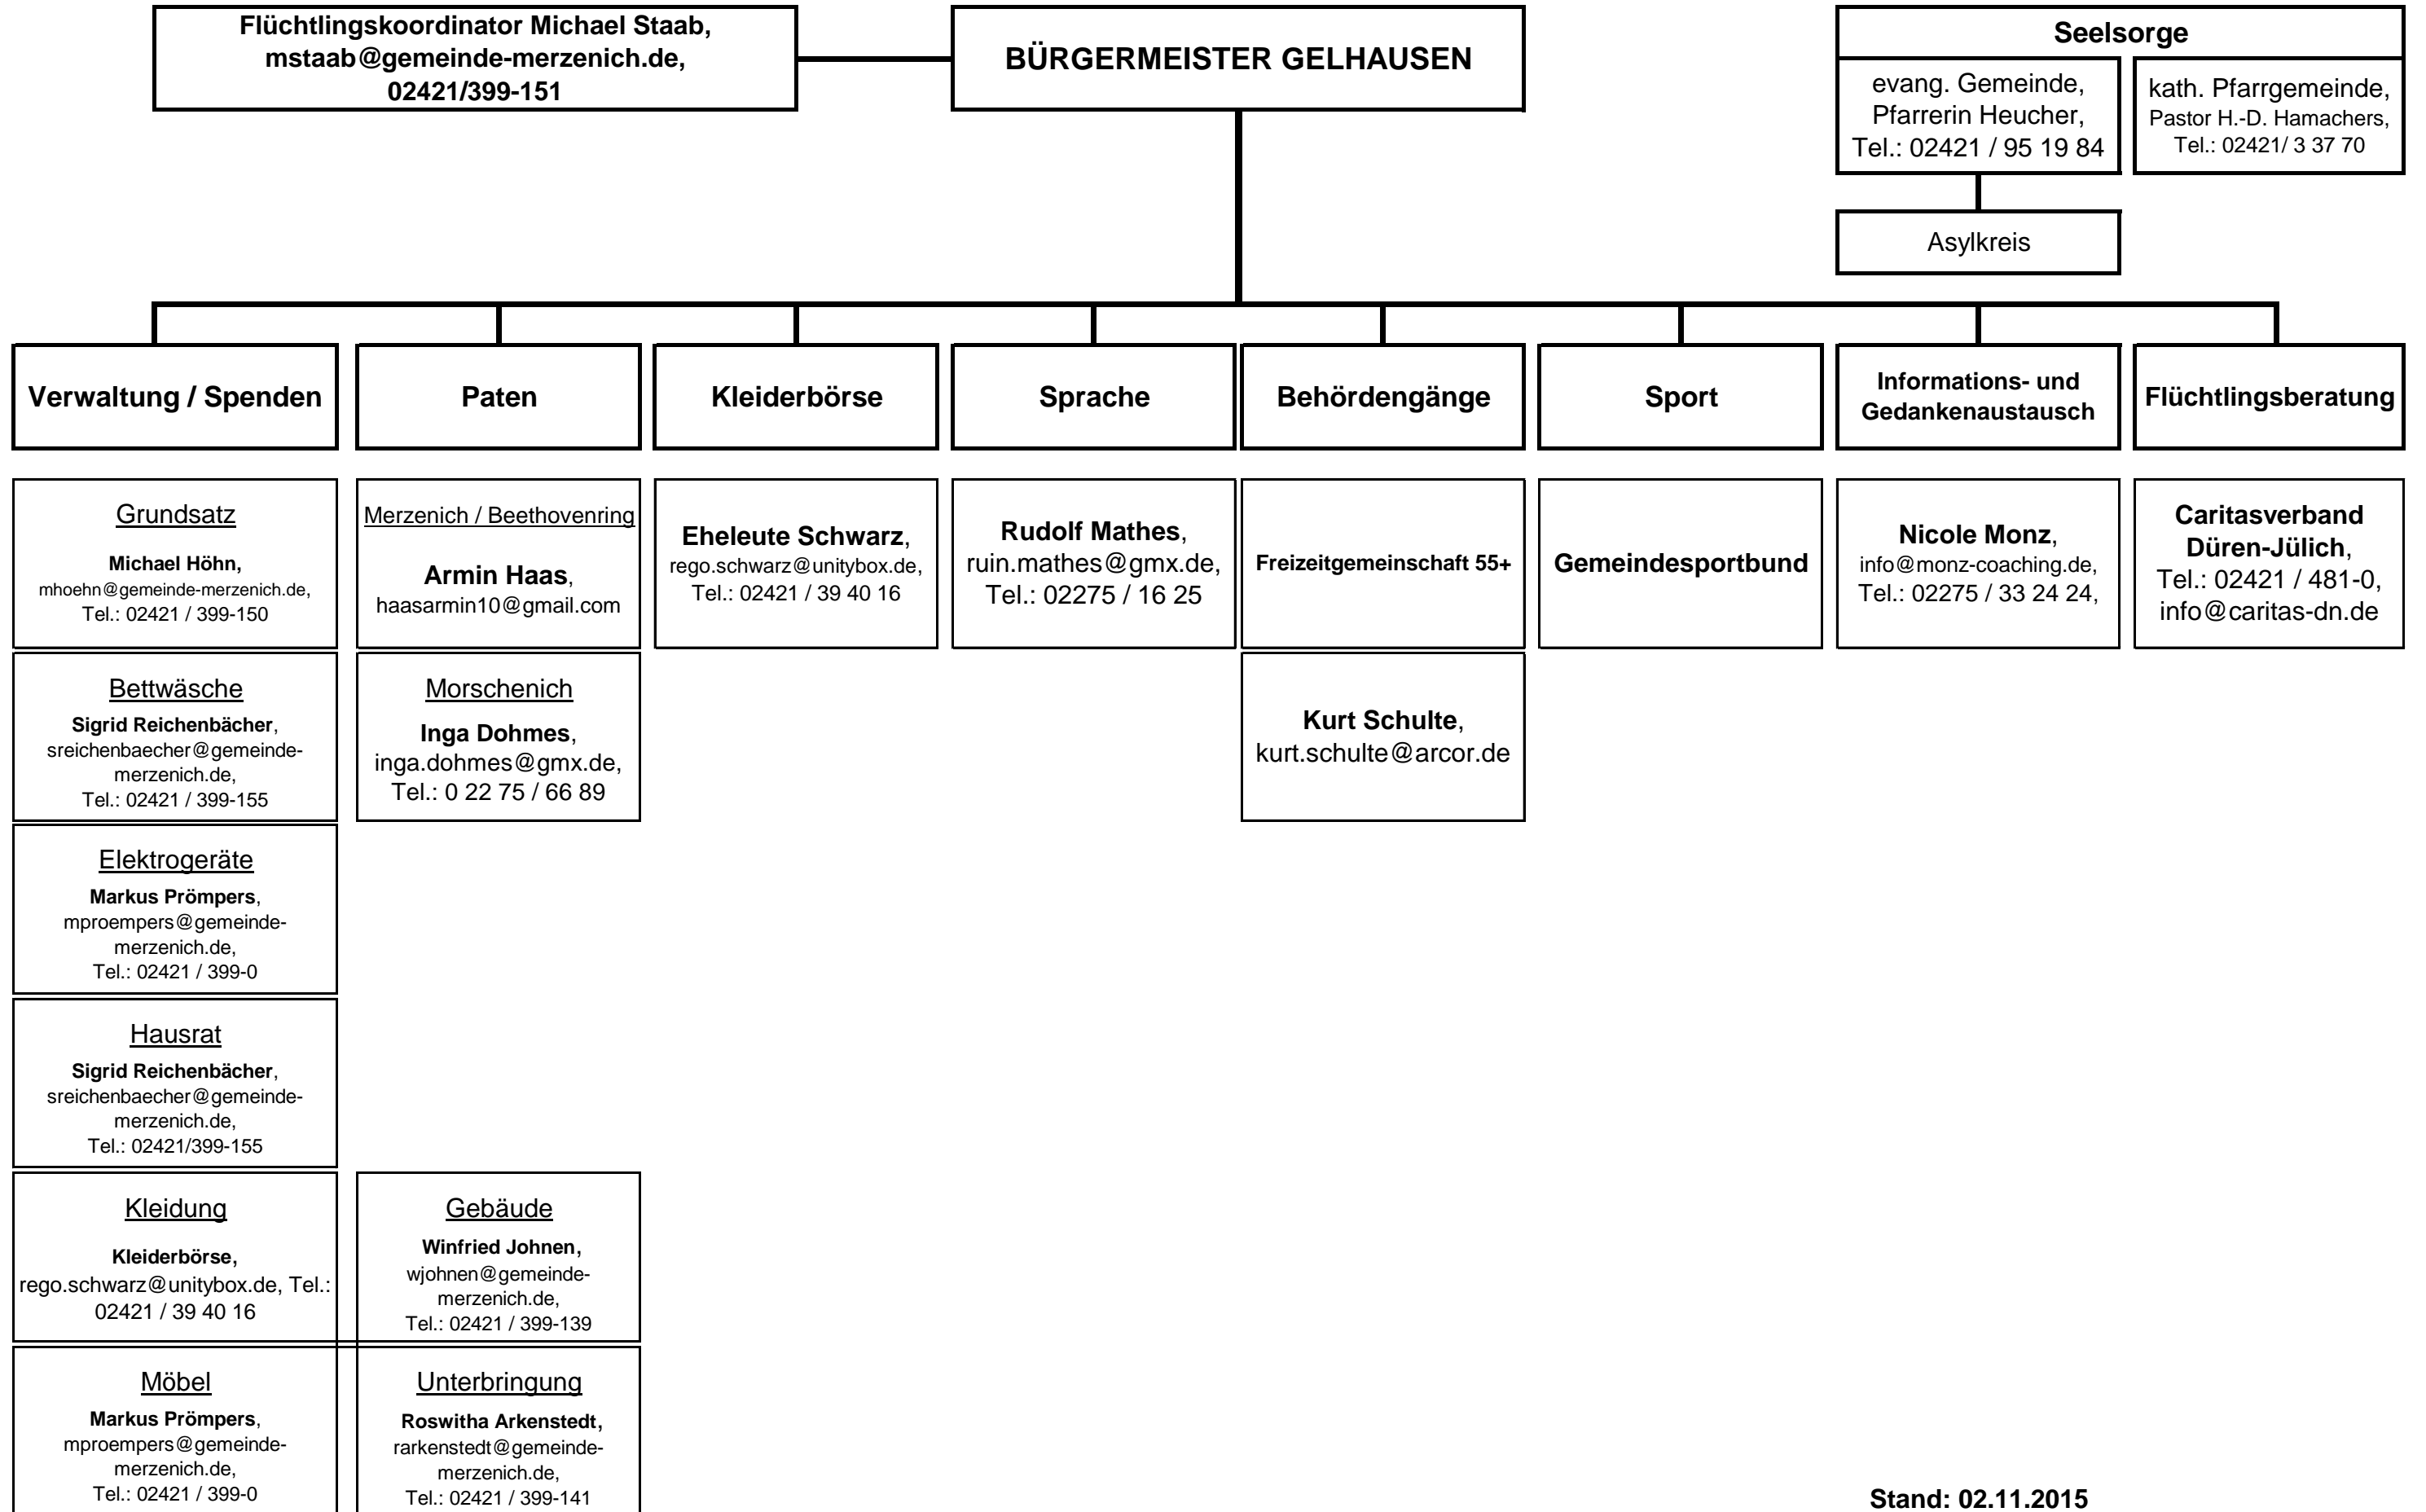 Flüchtlingskoordinator Michael Staab,
mstaab@gemeinde-merzenich.de,
02421/399-151
BÜRGERMEISTER GELHAUSEN
Seelsorge
evang. Gemeinde,
Pfarrerin Heucher,
Tel.: 02421 / 95 19 84
kath. Pfarrgemeinde,
Pastor H.-D. Hamachers,
Tel.: 02421/ 3 37 70
Asylkreis
Verwaltung / Spenden
Paten
Kleiderbörse
Sprache
Behördengänge
Sport
Informations- und
Gedankenaustausch
Flüchtlingsberatung
Grundsatz
Michael Höhn,
mhoehn@gemeinde-merzenich.de,
Tel.: 02421 / 399-150
Merzenich / Beethovenring
Armin Haas,
haasarmin10@gmail.com
Eheleute Schwarz,
rego.schwarz@unitybox.de,
Tel.: 02421 / 39 40 16
Rudolf Mathes,
ruin.mathes@gmx.de,
Tel.: 02275 / 16 25
Freizeitgemeinschaft 55+
Gemeindesportbund
Nicole Monz,
info@monz-coaching.de,
Tel.: 02275 / 33 24 24,
Caritasverband
Düren-Jülich,
Tel.: 02421 / 481-0,
info@caritas-dn.de
Bettwäsche
Sigrid Reichenbächer,
sreichenbaecher@gemeinde-
merzenich.de,
Tel.: 02421 / 399-155
Morschenich
Inga Dohmes,
inga.dohmes@gmx.de,
Tel.: 0 22 75 / 66 89
Kurt Schulte,
kurt.schulte@arcor.de
Elektrogeräte
Markus Prömpers,
mproempers@gemeinde-
merzenich.de,
Tel.: 02421 / 399-0
Hausrat
Sigrid Reichenbächer,
sreichenbaecher@gemeinde-
merzenich.de,
Tel.: 02421/399-155
Kleidung
Kleiderbörse,
rego.schwarz@unitybox.de, Tel.:
02421 / 39 40 16
Gebäude
Winfried Johnen,
wjohnen@gemeinde-
merzenich.de,
Tel.: 02421 / 399-139
Möbel
Markus Prömpers,
mproempers@gemeinde-
merzenich.de,
Tel.: 02421 / 399-0
Unterbringung
Roswitha Arkenstedt,
rarkenstedt@gemeinde-
merzenich.de,
Tel.: 02421 / 399-141
Stand: 02.11.2015